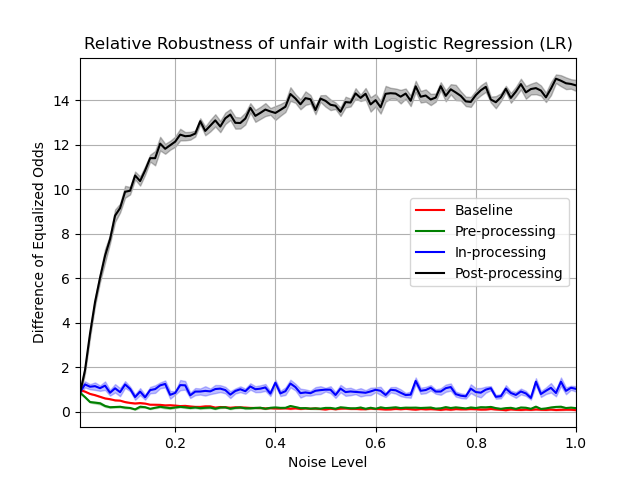 Relative Robustness of unfair with Logistic Regression (LR)
Difference of Equalized Odds
14
12
10
8
6
4
2
0
Baseline
Pre-processing
In-processing
Post-processing
0.2 0.4 0.6 0.8 1.0
Noise Level